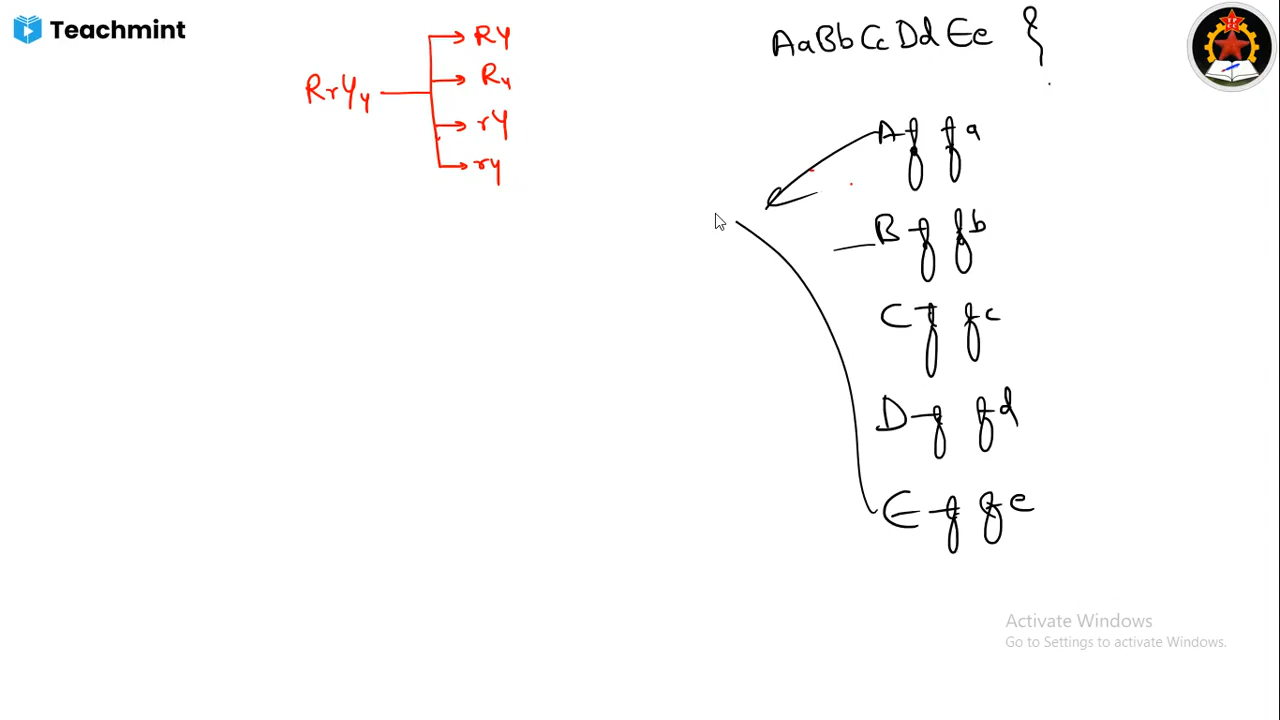 Teachmint
RrYy
RY
Ry
rY
ry
AaBbCcDdEe
A a
B b
C c
D d
E e
Activate Windows
Go to Settings to activate Windows.